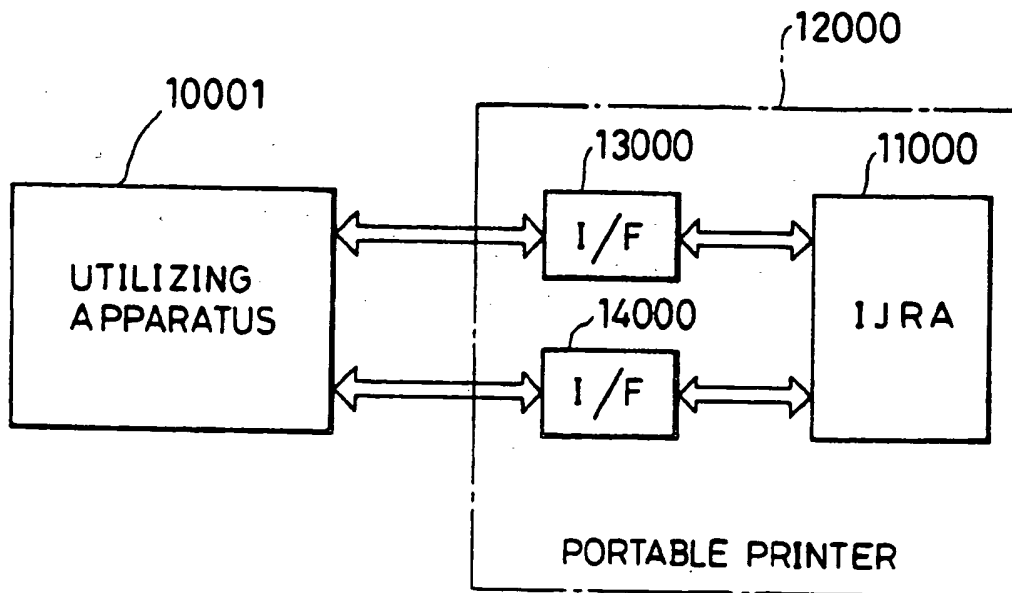 12000
10001
13000
11000
I/F
UTILIZING
APPARATUS
IJRA
14000
I/F
PORTABLE PRINTER